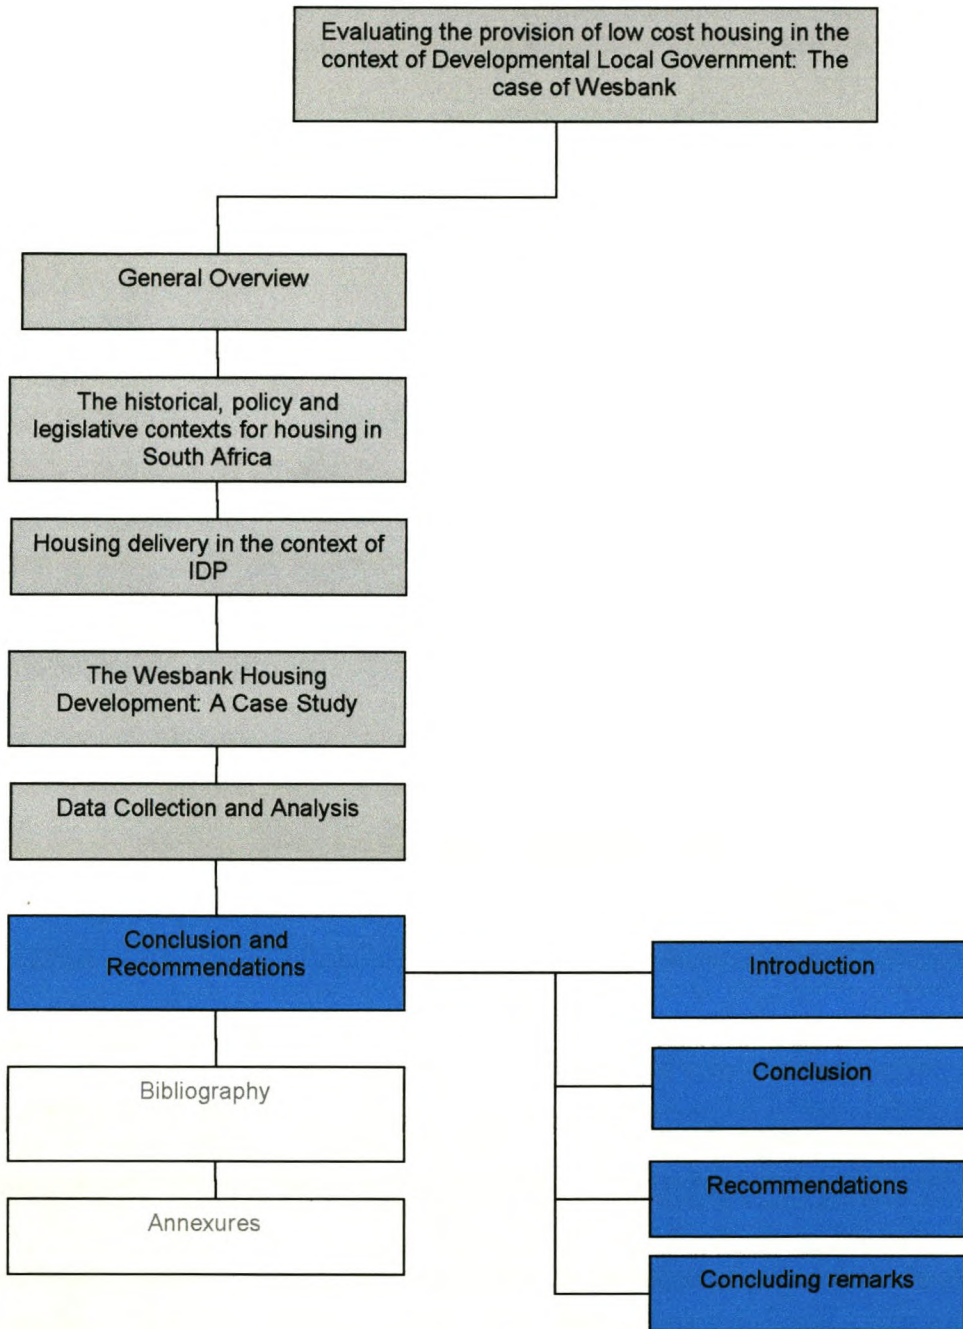 Evaluating the provision of low cost housing in the
context of Developmental Local Government: The
case of Wesbank
General Overview
The historical, policy and
legislative contexts for housing in
South Africa
Housing delivery in the context of
IDP
The Wesbank Housing
Development: A Case Study
Data Collection and Analysis
Conclusion and
Recommendations
Bibliography
Annexures
Introduction
Conclusion
Recommendations
Concluding remarks